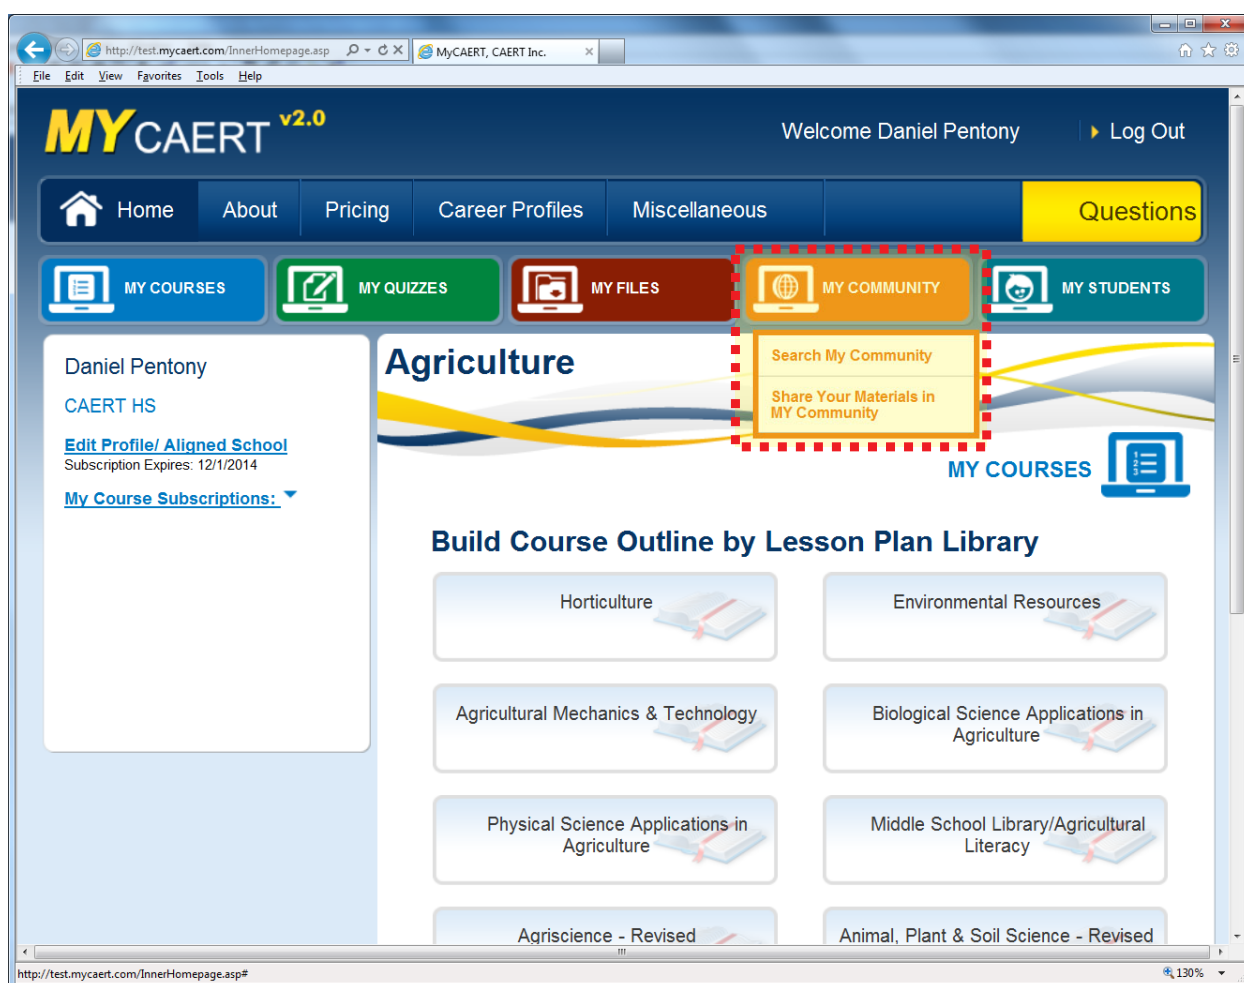 http://test.mycaert.com/InnerHomepage.asp
MyCAERT, CAERT Inc.
File Edit View Favorites Tools Help
MYCAERT v2.0
Welcome Daniel Pentony
Log Out
Home About Pricing Career Profiles Miscellaneous Questions
MY COURSES MY QUIZZES MY FILES MY COMMUNITY MY STUDENTS
Search My Community
Share Your Materials in
MY Community
Daniel Pentony
CAERT HS
Edit Profile/ Aligned School
Subscription Expires: 12/1/2014
My Course Subscriptions:
Agriculture
MY COURSES
1
2
3
Build Course Outline by Lesson Plan Library
Horticulture
Environmental Resources
Agricultural Mechanics & Technology
Biological Science Applications in
Agriculture
Physical Science Applications in
Agriculture
Middle School Library/Agricultural
Literacy
Agriscience - Revised
Animal, Plant & Soil Science - Revised
http://test.mycaert.com/InnerHomepage.asp#
130%